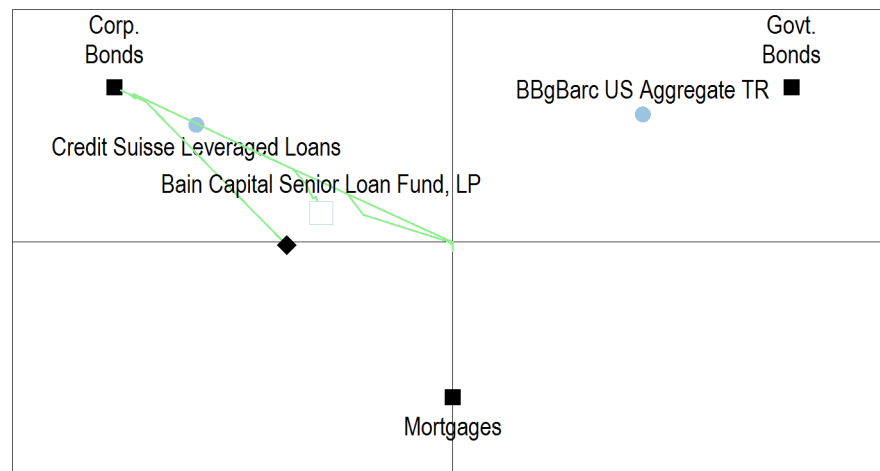 Corp.
Bonds
Govt.
Bonds
BBgBarc US Aggregate TR
Credit Suisse Leveraged Loans
Bain Capital Senior Loan Fund, LP
Mortgages